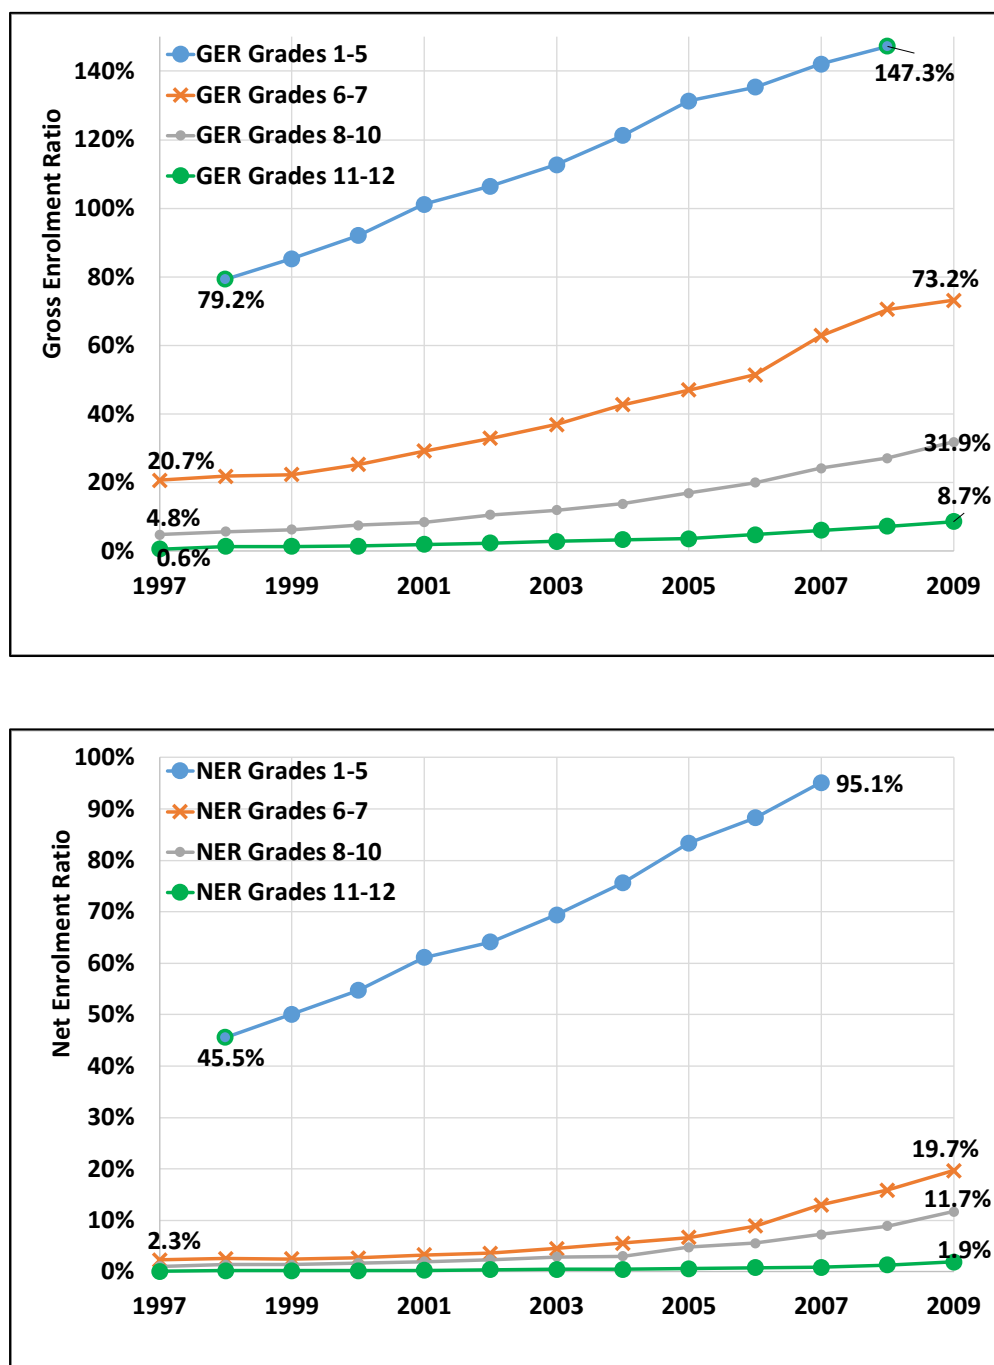 GER Grades 1-5
GER Grades 6-7
GER Grades 8-10
GER Grades 11-12
Gross Enrolment Ratio
140%
120%
100%
80%
60%
40%
20%
0%
147.3%
79.2%
73.2%
20.7%
31.9%
4.8%
8.7%
0.6%
1997 1999 2001 2003 2005 2007 2009
NER Grades 1-5
NER Grades 6-7
NER Grades 8-10
NER Grades 11-12
Net Enrolment Ratio
100%
90%
80%
70%
60%
50%
40%
30%
20%
10%
0%
95.1%
45.5%
19.7%
11.7%
2.3%
1.9%
1997 1999 2001 2003 2005 2007 2009